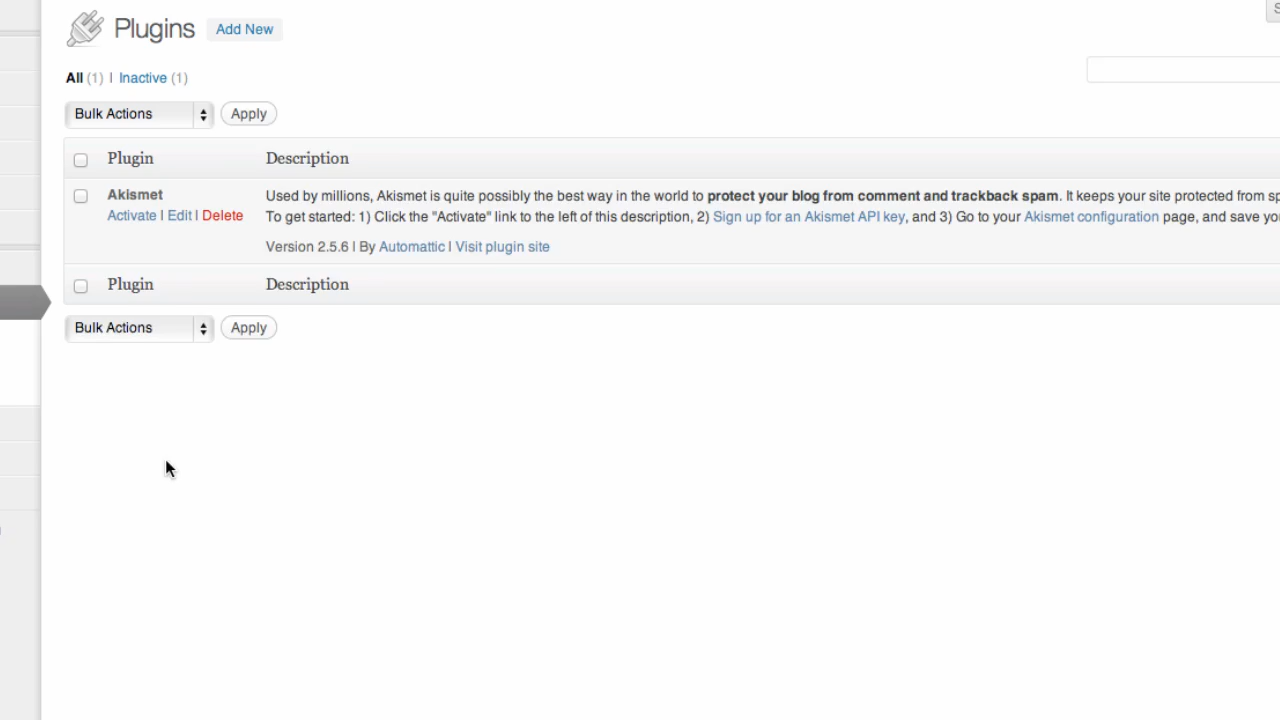 Plugins Add New
All (1) | Inactive (1)
Bulk Actions Apply
Plugin Description
Akismet Used by millions, Akismet is quite possibly the best way in the world to protect your blog from comment and trackback spam. It keeps your site protected from
Activate | Edit | Delete To get started: 1) Click the "Activate" link to the left of this description, 2) Sign up for an Akismet API key, and 3) Go to your Akismet configuration page, and save
Version 2.5.6 | By Automattic | Visit plugin site
Plugin Description
Bulk Actions Apply